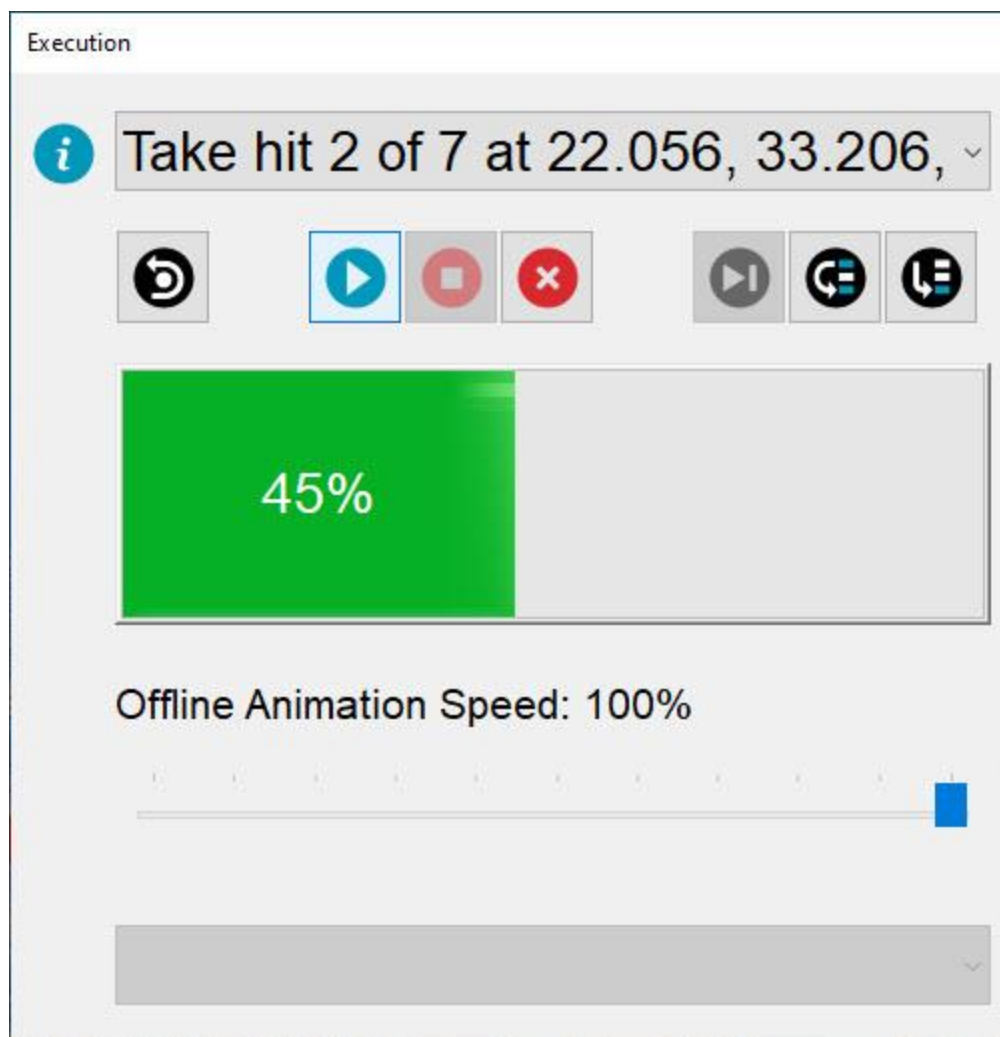 Execution
Take hit 2 of 7 at 22.056, 33.206,
45%
Offline Animation Speed: 100%